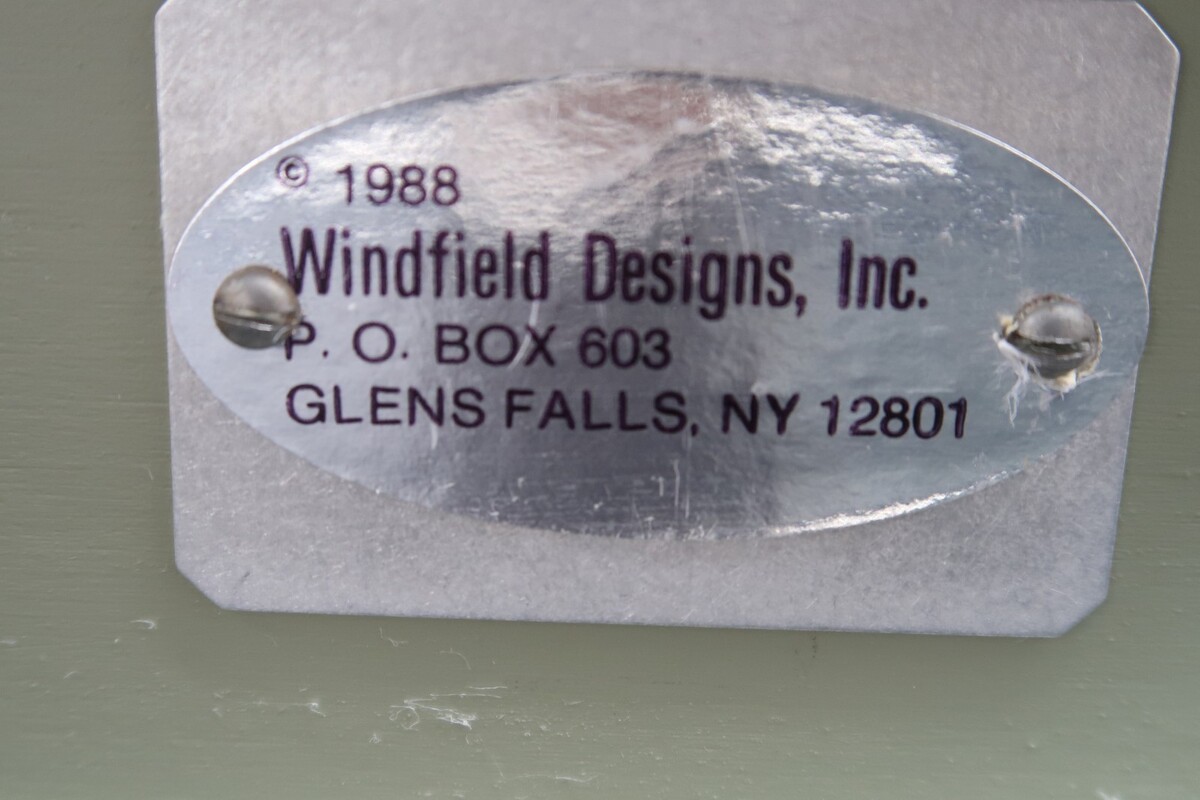 © 1988
Windfield Designs, Inc.
P. O. BOX 603
GLENS FALLS, NY 12801